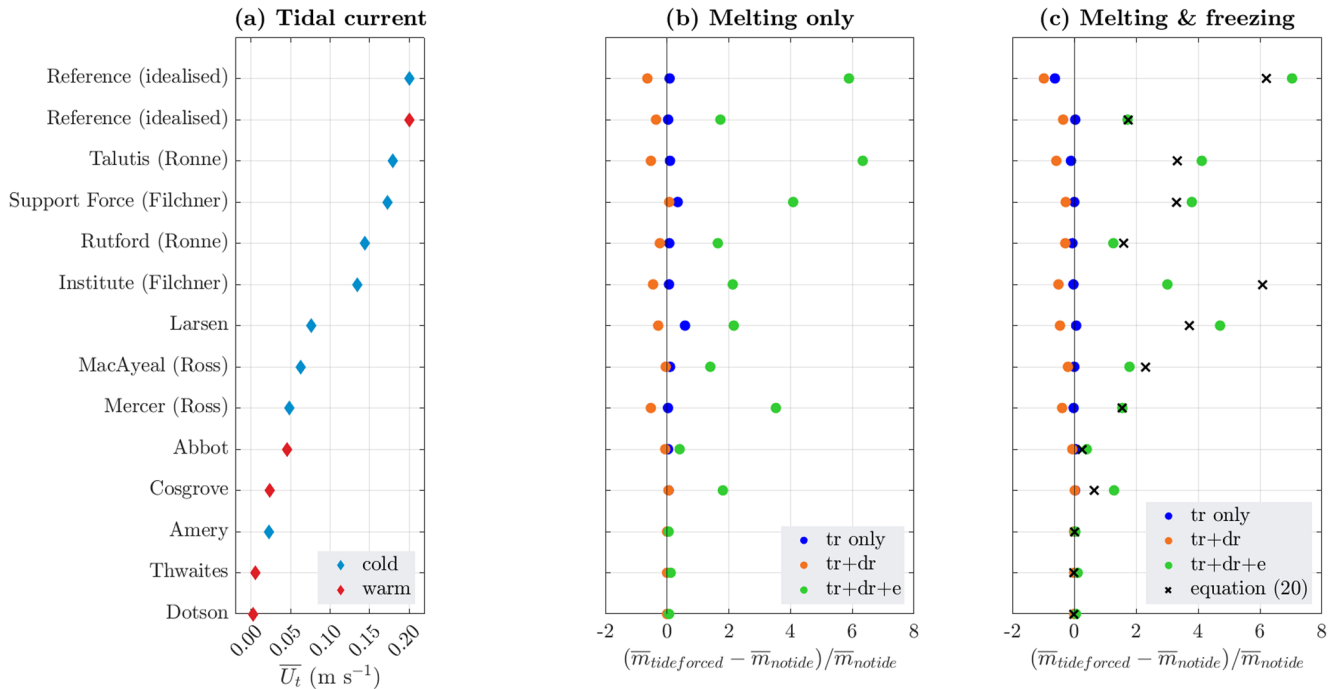 (a) Tidal current
(b) Melting only
(c) Melting & freezing
Reference (idealised)
Reference (idealised)
Talutis (Ronne)
Support Force (Filchner)
Rutford (Ronne)
Institute (Filchner)
Larsen
MacAyeal (Ross)
Mercer (Ross)
Abbot
Cosgrove
Amery
Thwaites
Dotson
cold
warm
0.00 0.05 0.10 0.15 0.20
$\overline{U_t}$ (m s$^{-1}$)
tr only
tr+dr
tr+dr+e
-2 0 2 4 6 8
$(\overline{m}_{tideforced} - \overline{m}_{notide})/\overline{m}_{notide}$
tr only
tr+dr
tr+dr+e
equation (20)
-2 0 2 4 6 8
$(\overline{m}_{tideforced} - \overline{m}_{notide})/\overline{m}_{notide}$